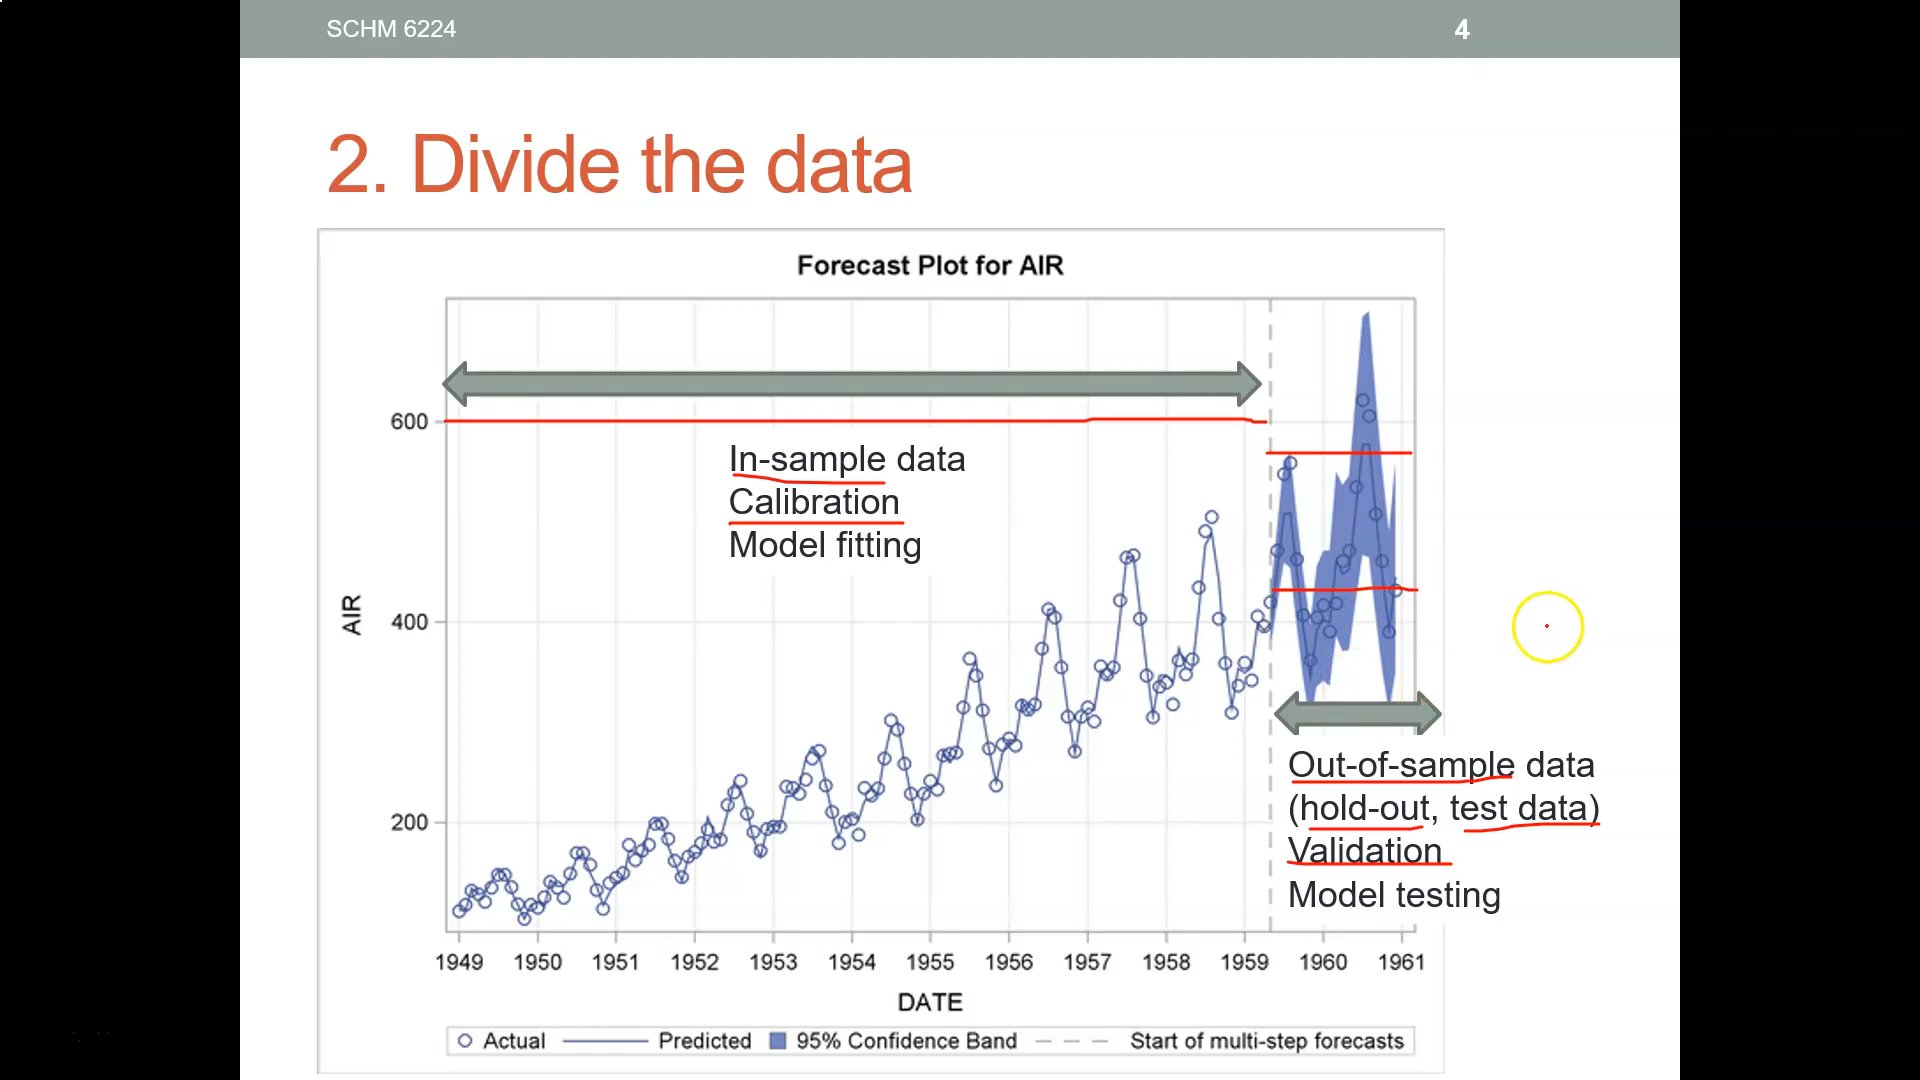 SCHM 6224
4
2. Divide the data
Forecast Plot for AIR
600
400
200
AIR
In-sample data
Calibration
Model fitting
Out-of-sample data
(hold-out, test data)
Validation
Model testing
1949 1950 1951 1952 1953 1954 1955 1956 1957 1958 1959 1960 1961
DATE
Actual Predicted 95% Confidence Band Start of multi-step forecasts